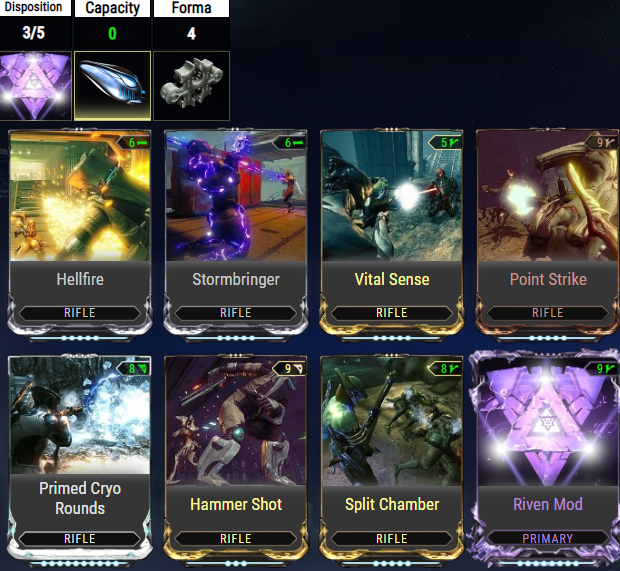 Disposition Capacity Forma
3/5 0 4
6 6 5 9
Hellfire Stormbringer Vital Sense Point Strike
RIFLE RIFLE RIFLE RIFLE
8 9 8 9
Primed Cryo
Rounds Hammer Shot Split Chamber Riven Mod
RIFLE RIFLE RIFLE PRIMARY